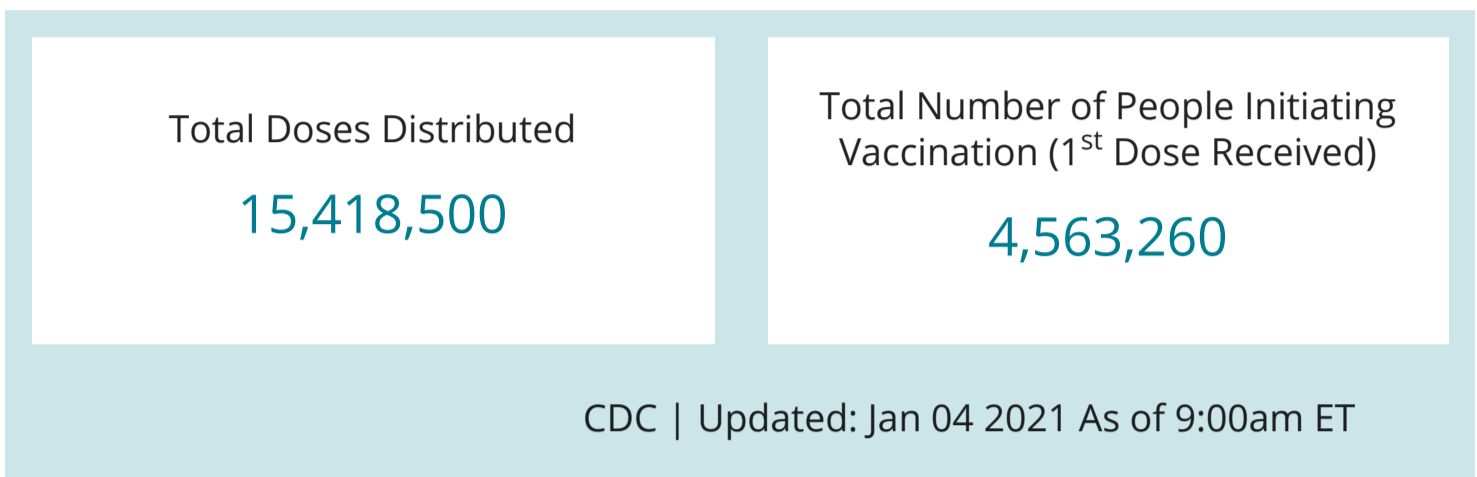 Total Doses Distributed
15,418,500
Total Number of People Initiating
Vaccination (1st Dose Received)
4,563,260
CDC | Updated: Jan 04 2021 As of 9:00am ET